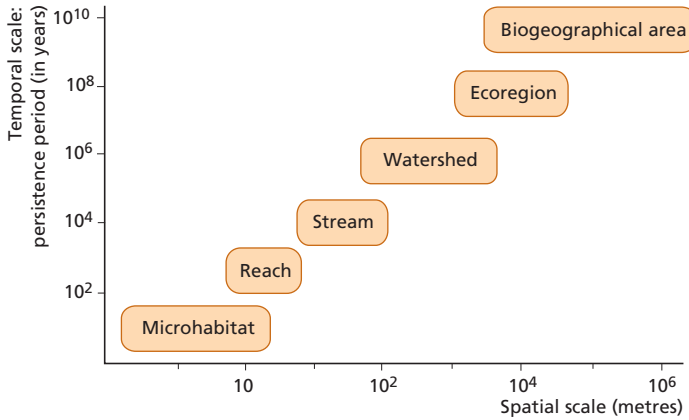 Temporal scale:
persistence period (in years)
10¹⁰
Biogeographical area
10⁸
Ecoregion
10⁶
Watershed
10⁴
Stream
Reach
10²
Microhabitat
10
10²
10⁴
10⁶
Spatial scale (metres)